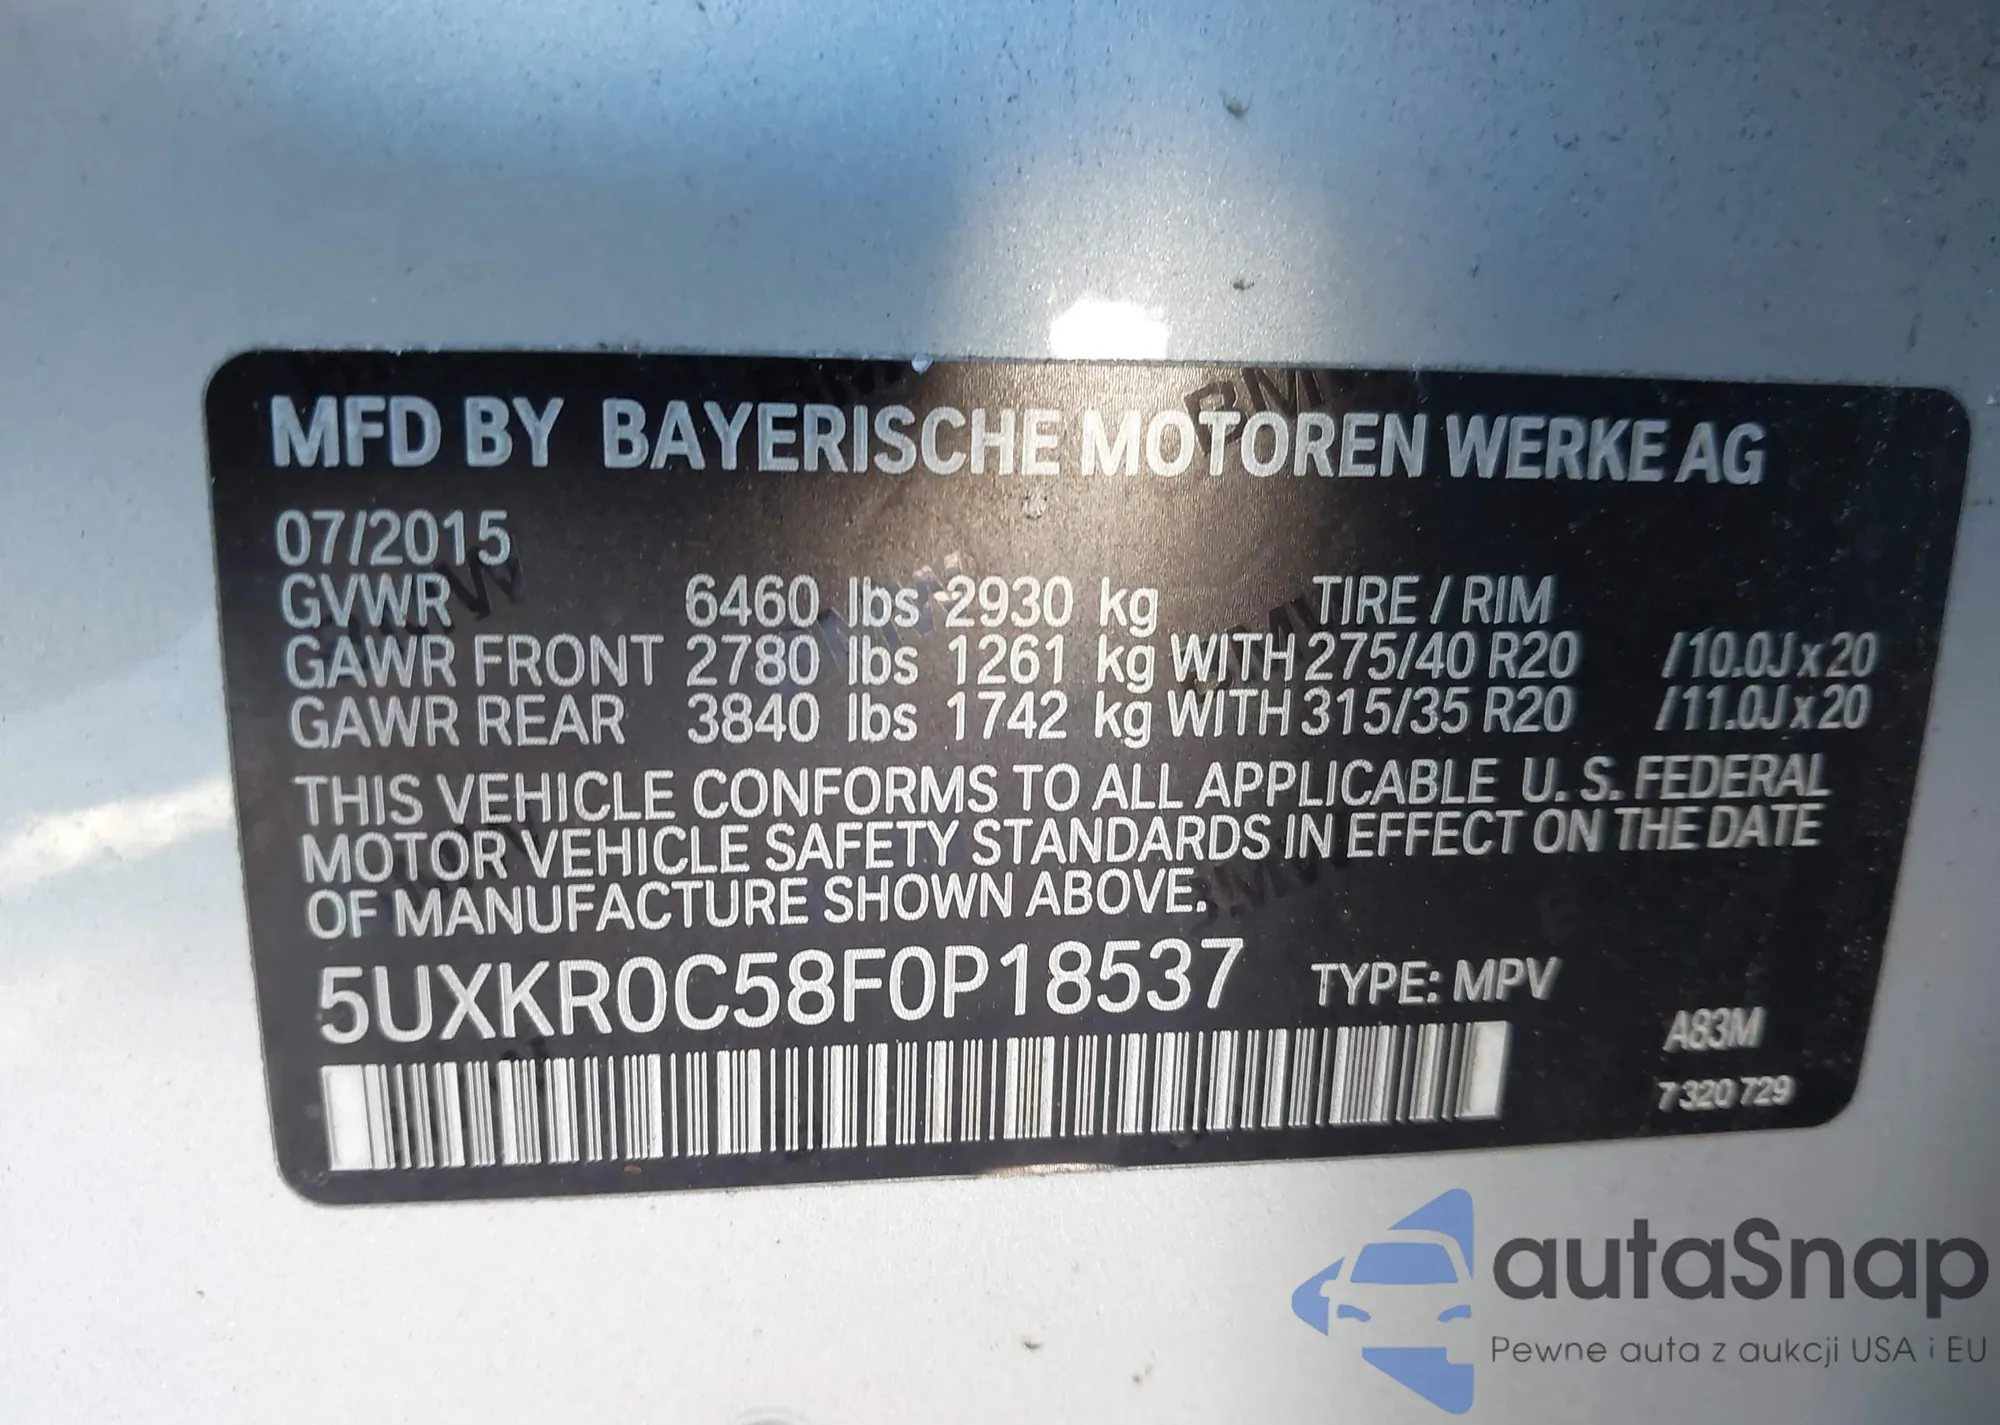 MFD BY BAYERISCHE MOTOREN WERKE AG
07/2015
GVWR 6460 lbs 2930 kg TIRE / RIM
GAWR FRONT 2780 lbs 1261 kg WITH 275/40 R20 /10.0J x 20
GAWR REAR 3840 lbs 1742 kg WITH 315/35 R20 /11.0J x 20
THIS VEHICLE CONFORMS TO ALL APPLICABLE U. S. FEDERAL
MOTOR VEHICLE SAFETY STANDARDS IN EFFECT ON THE DATE
OF MANUFACTURE SHOWN ABOVE.
5UXKR0C58F0P18537 TYPE: MPV
A83M
7 320 729
autaSnap
Pewne auta z aukcji USA i EU